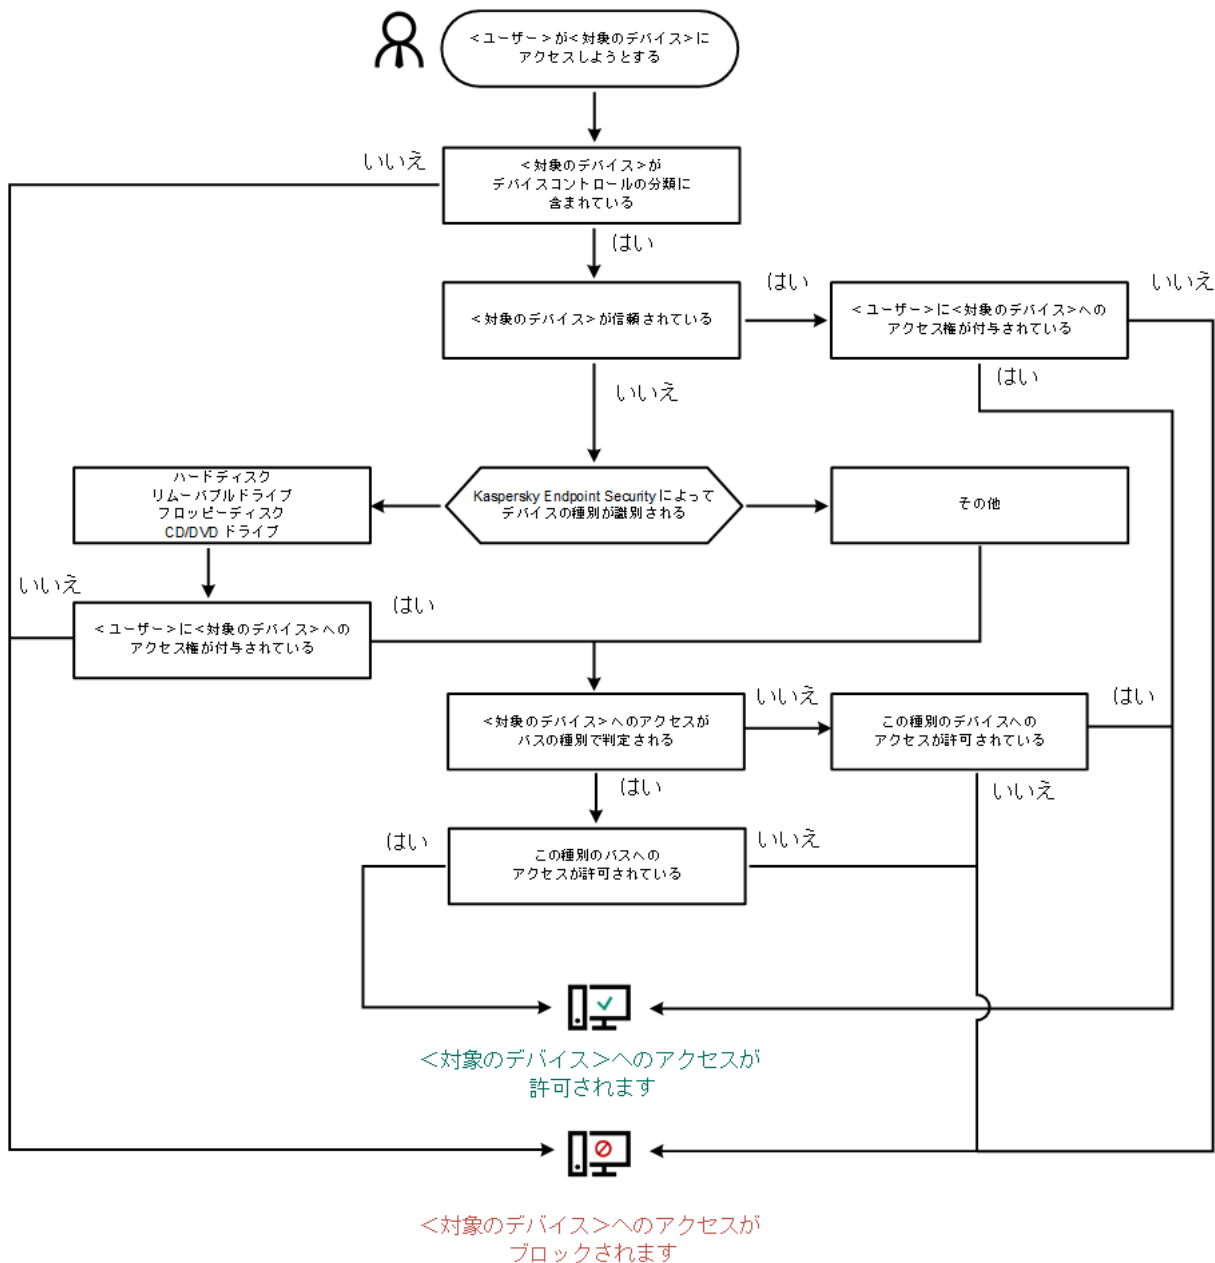 <ユーザー>が<対象のデバイス>に
アクセスしようとする
いいえ
<対象のデバイス>が
デバイスコントロールの分類に
含まれている
はい
<対象のデバイス>が信頼されている
はい
<ユーザー>に<対象のデバイス>への
アクセス権が付与されている
いいえ
はい
いいえ
ハードディスク
リムーバブルドライブ
フロッピーディスク
CD/DVD ドライブ
Kaspersky Endpoint Security によって
デバイスの種別が識別される
その他
いいえ
<ユーザー>に<対象のデバイス>への
アクセス権が付与されている
はい
<対象のデバイス>へのアクセスが
バスの種別で判定される
いいえ
この種別のデバイスへの
アクセスが許可されている
はい
はい
いいえ
はい
この種別のバスへの
アクセスが許可されている
いいえ
<対象のデバイス>へのアクセスが
許可されます
<対象のデバイス>へのアクセスが
ブロックされます